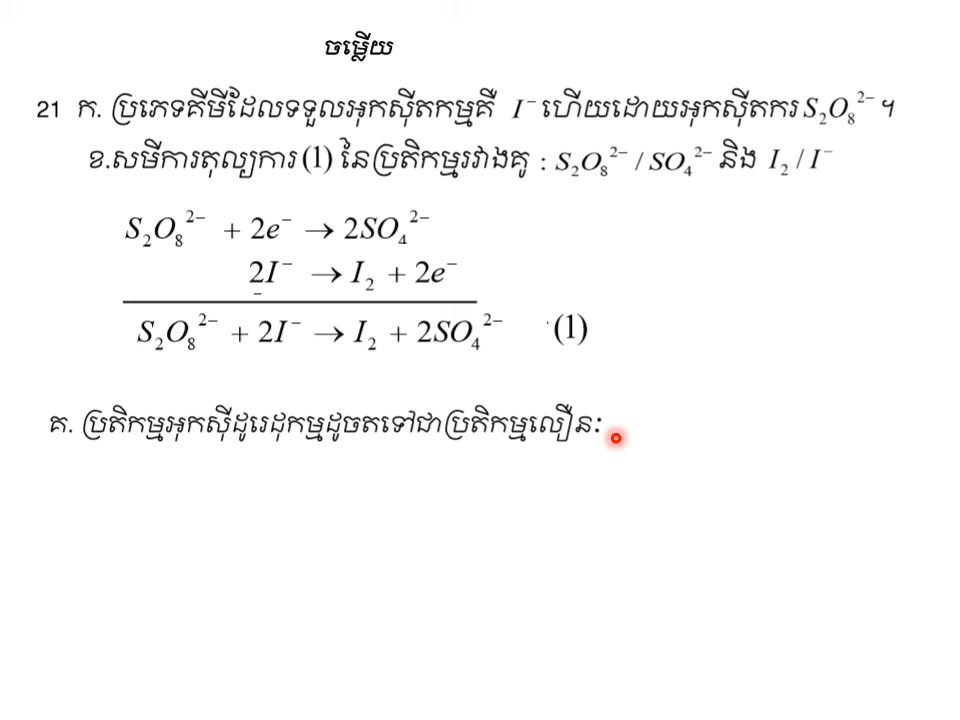 ចម្លើយ
21 ក. ប្រភេទគីមីដែលទទួលអុកស៊ីតកម្មគឺ I⁻ ហើយដោយអុកស៊ីតករ S₂O₈²⁻ ។
ខ.សមីការតុល្យការ (1) នៃប្រតិកម្មរវាងគូ : S₂O₈²⁻ / SO₄²⁻ និង I₂ / I⁻
S₂O₈²⁻ + 2e⁻ → 2SO₄²⁻
2I⁻ → I₂ + 2e⁻
S₂O₈²⁻ + 2I⁻ → I₂ + 2SO₄²⁻ (1)
គ. ប្រតិកម្មអុកស៊ីដូរេដុកម្មដូចតទៅជាប្រតិកម្មលឿនៈ